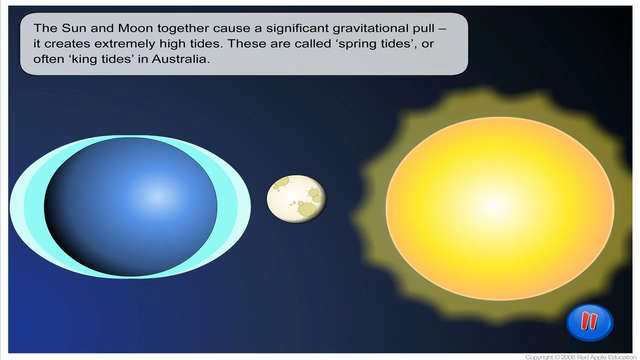 The Sun and Moon together cause a significant gravitational pull –
it creates extremely high tides. These are called ‘spring tides’, or
often ‘king tides’ in Australia.
Copyright © 2006 Red Apple Education